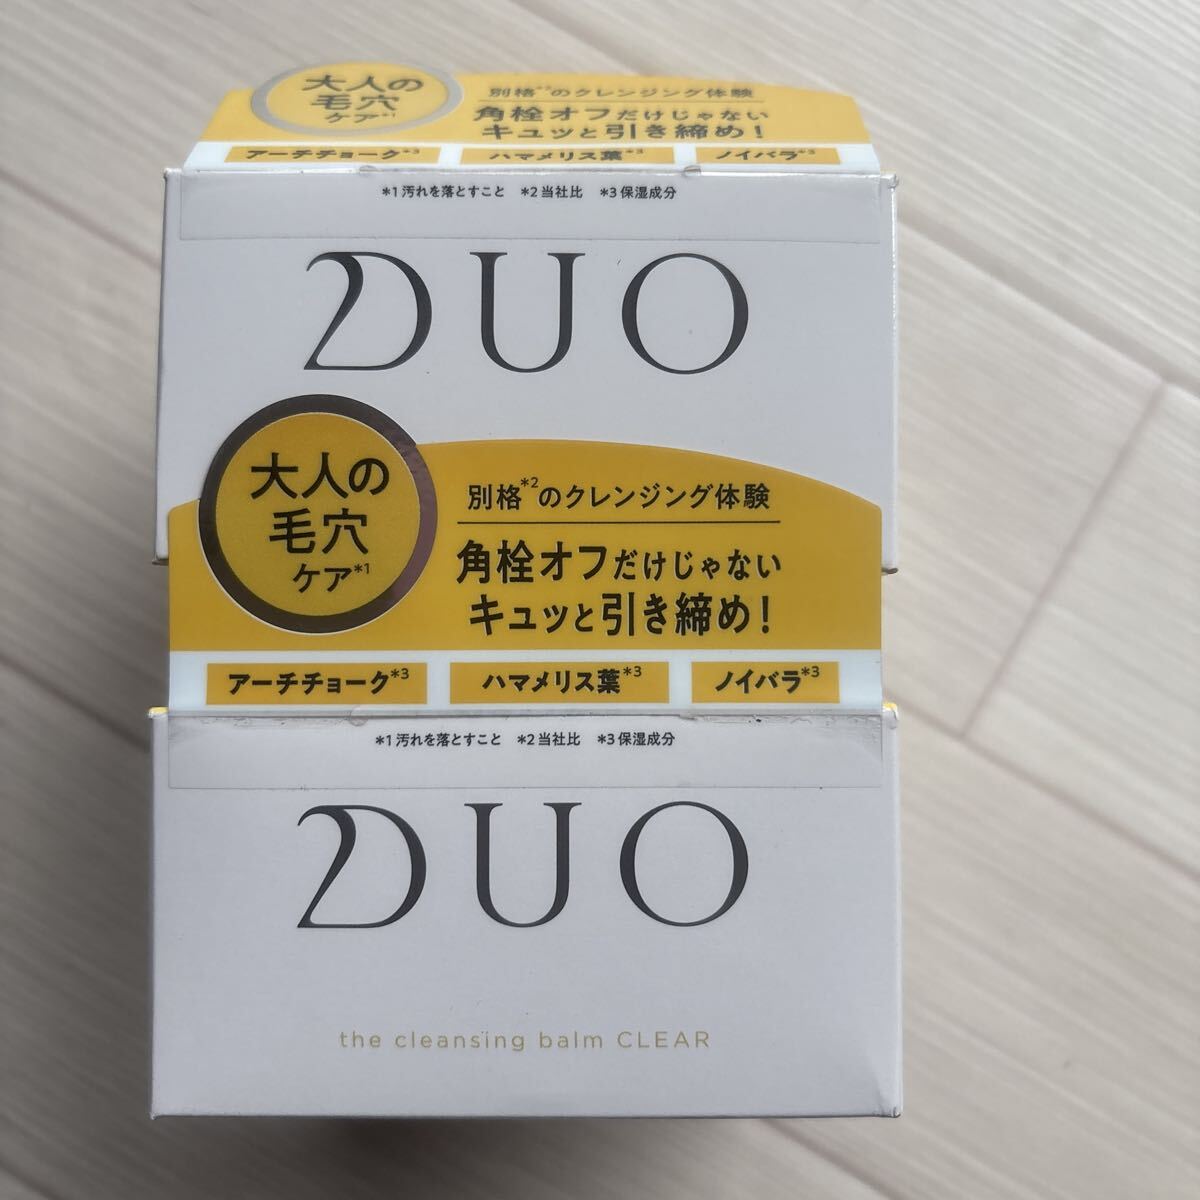 大人の
毛穴
ケア*1
別格*2のクレンジング体験
角栓オフだけじゃない
キュッと引き締め!
アーチチョーク*3 ハマメリス葉*3 ノイバラ*3
*1汚れを落とすこと *2当社比 *3保湿成分
DUO
大人の
毛穴
ケア*1
別格*2のクレンジング体験
角栓オフだけじゃない
キュッと引き締め!
アーチチョーク*3 ハマメリス葉*3 ノイバラ*3
*1汚れを落とすこと *2当社比 *3保湿成分
DUO
the cleansing balm CLEAR